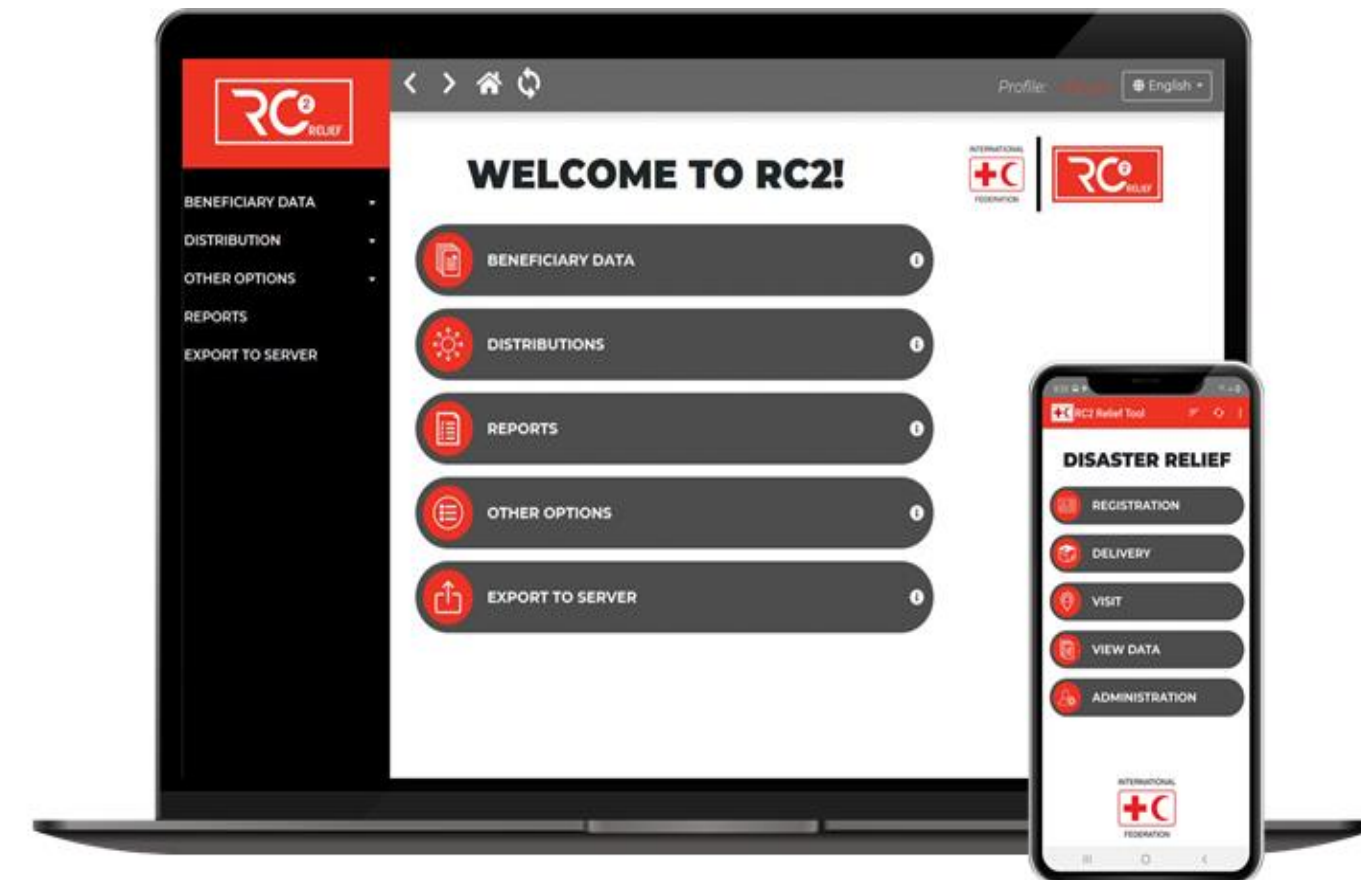 RC2
RELIEF
BENEFICIARY DATA
DISTRIBUTION
OTHER OPTIONS
REPORTS
EXPORT TO SERVER
Profile:
English
WELCOME TO RC2!
INTERNATIONAL
FEDERATION
RC2
RELIEF
BENEFICIARY DATA
DISTRIBUTIONS
REPORTS
OTHER OPTIONS
EXPORT TO SERVER
RC2 Relief Tool
DISASTER RELIEF
REGISTRATION
DELIVERY
VISIT
VIEW DATA
ADMINISTRATION
INTERNATIONAL
FEDERATION